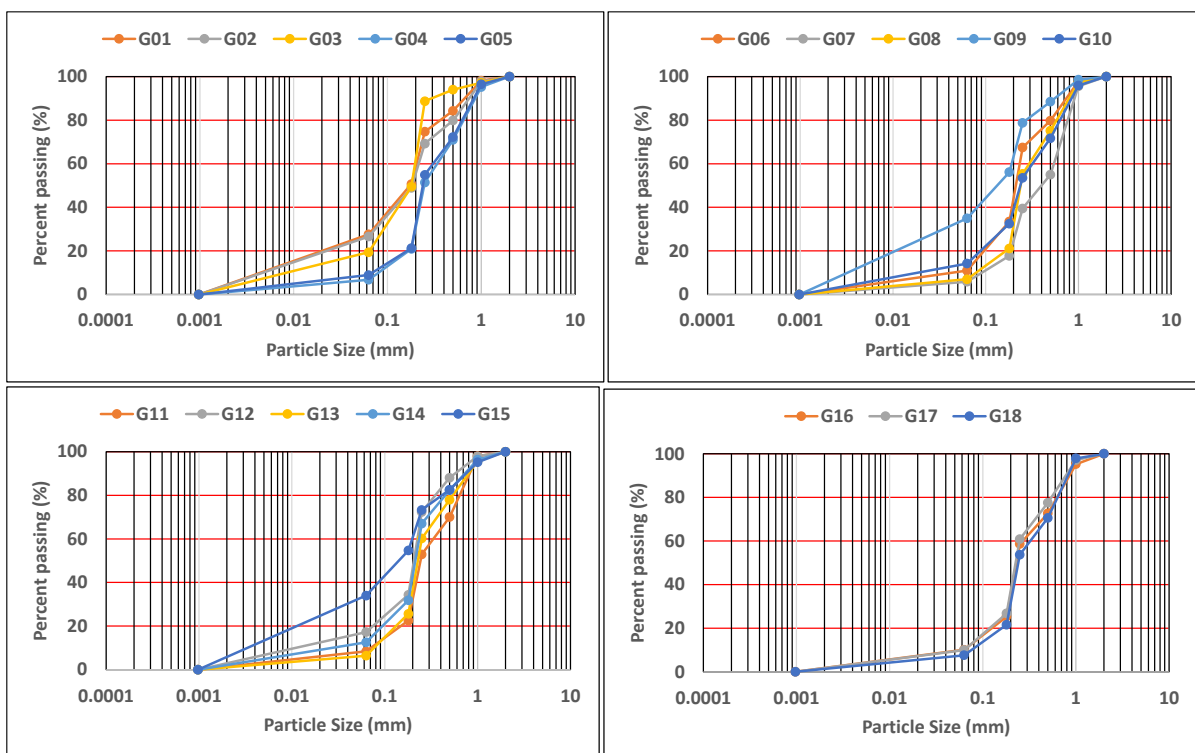 G01 G02 G03 G04 G05
100
80
60
40
20
0
Percent passing (%)
0.0001 0.001 0.01 0.1 1 10
Particle Size (mm)
G06 G07 G08 G09 G10
100
80
60
40
20
0
Percent passing (%)
0.0001 0.001 0.01 0.1 1 10
Particle Size (mm)
G11 G12 G13 G14 G15
100
80
60
40
20
0
Percent passing (%)
0.0001 0.001 0.01 0.1 1 10
Particle Size (mm)
G16 G17 G18
100
80
60
40
20
0
Percent passing (%)
0.0001 0.001 0.01 0.1 1 10
Particle Size (mm)